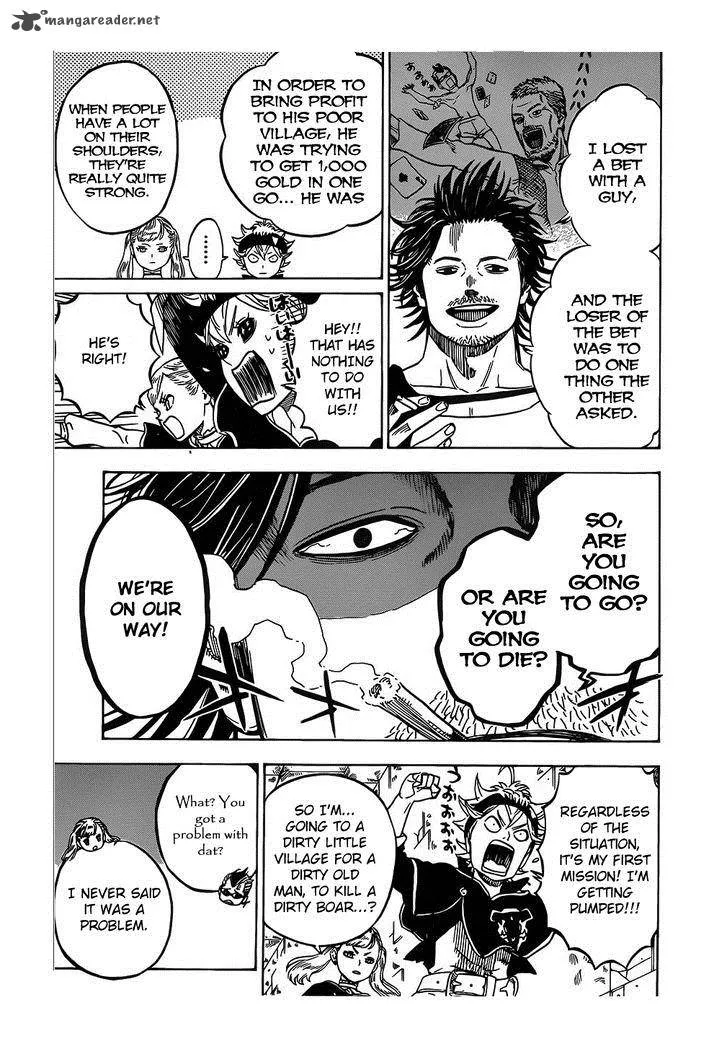 mangareader.net
I LOST
A BET
WITH A
GUY,
AND THE
LOSER OF
THE BET
WAS TO
DO ONE
THING THE
OTHER
ASKED.
IN ORDER TO
BRING PROFIT
TO HIS POOR
VILLAGE, HE
WAS TRYING
TO GET 1,000
GOLD IN ONE
GO... HE WAS
WHEN PEOPLE
HAVE A LOT
ON THEIR
SHOULDERS,
THEY'RE
REALLY QUITE
STRONG.
HEY!!
THAT HAS
NOTHING
TO DO
WITH
US!!
HE'S
RIGHT!
SO,
ARE
YOU
GOING
TO GO?
OR ARE
YOU
GOING
TO DIE?
WE'RE
ON OUR
WAY!
REGARDLESS
OF THE
SITUATION,
IT'S MY FIRST
MISSION! I'M
GETTING
PUMPED!!!
うおおおお
SO I'M...
GOING TO A
DIRTY LITTLE
VILLAGE FOR
A DIRTY OLD
MAN, TO KILL A
DIRTY BOAR...?
What? You
got a
problem with
dat?
I NEVER SAID
IT WAS A
PROBLEM.